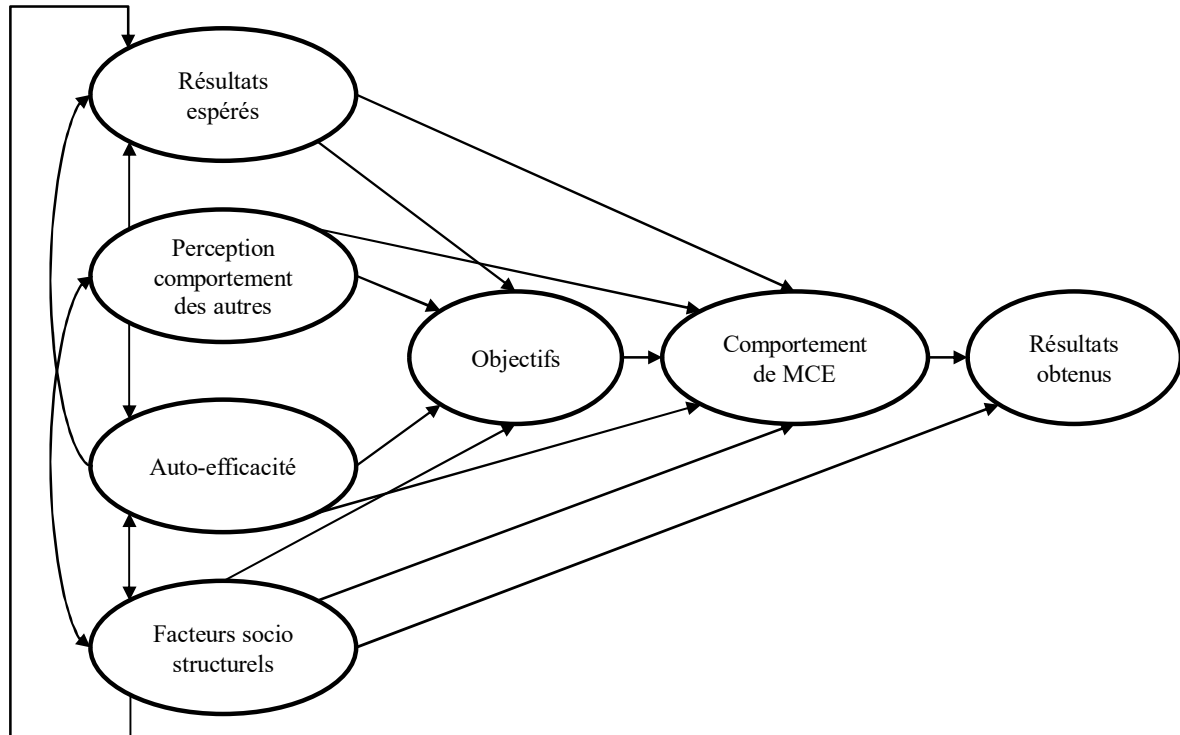 Résultats
espérés
Perception
comportement
des autres
Objectifs
Comportement
de MCE
Résultats
obtenus
Auto-efficacité
Facteurs socio
structurels